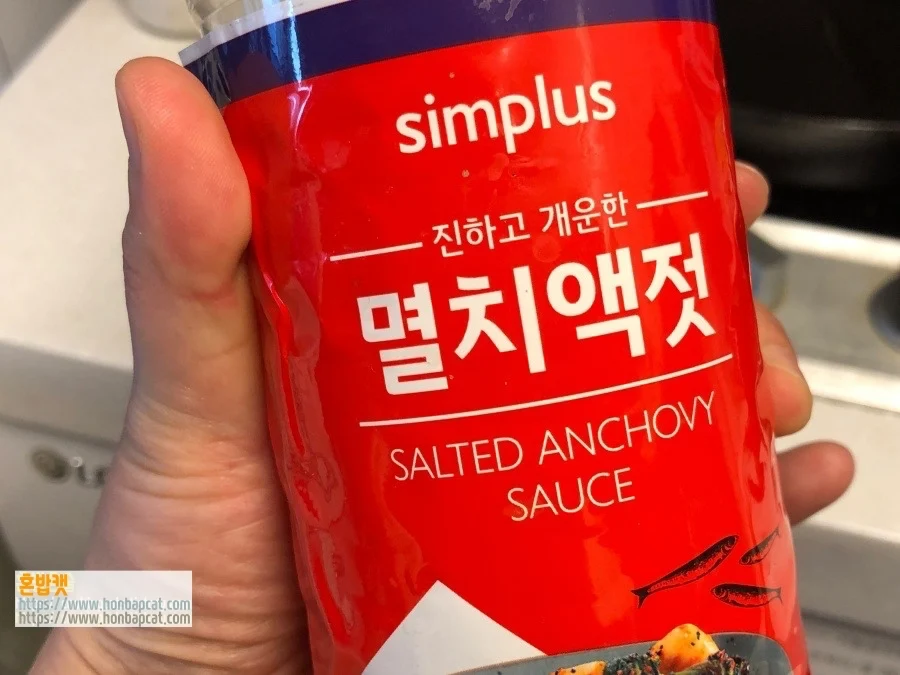 simplus
진하고 개운한
멸치액젓
SALTED ANCHOVY
SAUCE
혼밥캣
https://www.honbapcat.com
https://www.honbapcat.com